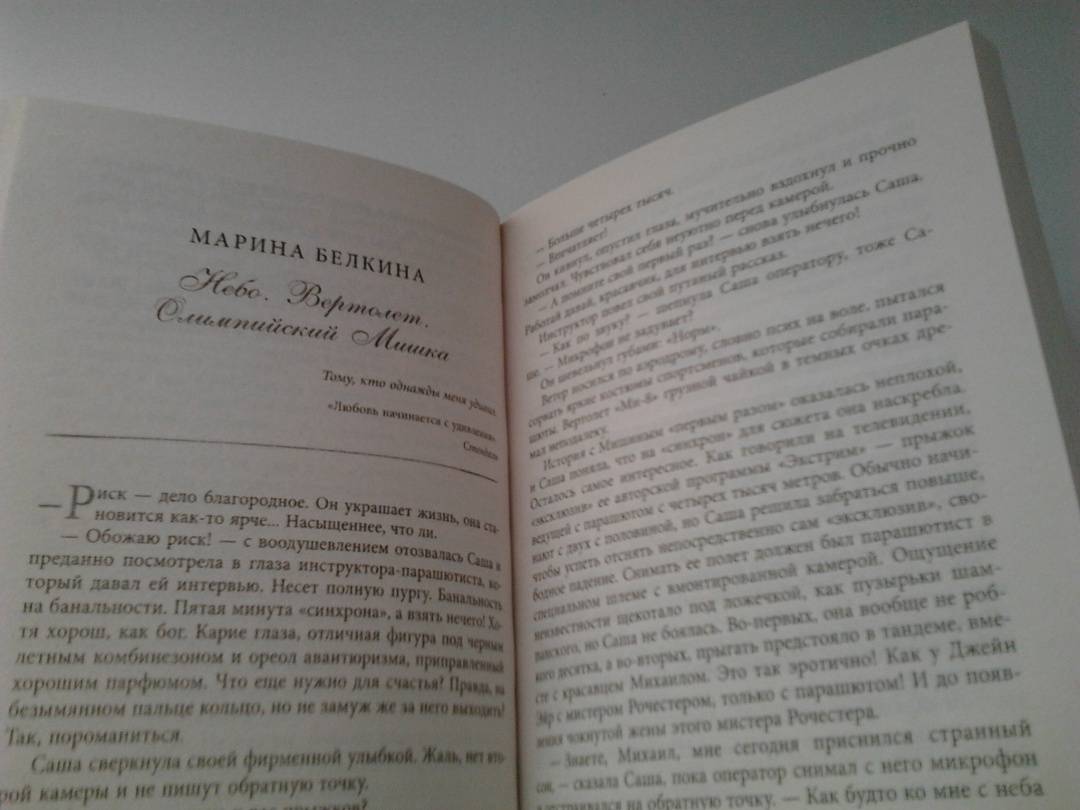 МАРИНА БЕЛКИНА
Небо. Вертолет.
Олимпийский Мишка
Тому, кто однажды меня удивил.
«Любовь начинается с удивления»
Стендаль
— Риск — дело благородное. Он украшает жизнь, она ста-
новится как-то ярче... Насыщеннее, что ли.
— Обожаю риск! — с воодушевлением отозвалась Саша и
преданно посмотрела в глаза инструктора-парашютиста, ко-
торый давал ей интервью. Несет полную пургу. Банальность
на банальности. Пятая минута «синхрона», а взять нечего! Хо-
тя хорош, как бог. Карие глаза, отличная фигура под черным
летным комбинезоном и ореол авантюризма, приправленный
хорошим парфюмом. Что еще нужно для счастья? Правда, на
безымянном пальце кольцо, но не замуж же за него выходить!
Так, пороманиться.
Саша сверкнула своей фирменной улыбкой. Жаль, нет вто-
рой камеры и не пишут обратную точку.
— Больше четырех тысяч.
— Впечатляет!
Он кивнул, опустил глаза, мучительно вздохнул и прочно
замолчал. Чувствовал себя неуютно перед камерой.
— А помните свой первый раз? — снова улыбнулась Саша.
Работай давай, красавчик, для интервью взять нечего!
Инструктор повел свой путаный рассказ.
— Как по звуку? — шепнула Саша оператору, тоже Са-
ше. — Микрофон не задувает?
Он шевельнул губами: «Норм».
Ветер носился по аэродрому, словно псих на воле, пытался
сорвать яркие костюмы спортсменов, которые собирали пара-
шюты. Вертолет «Ми-8» грузной чайкой в темных очках дре-
мал неподалеку.
История с Мишиным «первым разом» оказалась неплохой,
и Саша поняла, что на «синхрон» для сюжета она наскребла.
Осталось самое интересное. Как говорили на телевидении,
«эксклюзив» ее авторской программы «Экстрим» — прыжок
ведущей с парашютом с четырех тысяч метров. Обычно начи-
нают с двух с половиной, но Саша решила забраться повыше,
чтобы успеть отснять непосредственно сам «эксклюзив», сво-
бодное падение. Снимать ее полет должен был парашютист в
специальном шлеме с вмонтированной камерой. Ощущение
неизвестности щекотало под ложечкой, как пузырьки шам-
панского, но Саша не боялась. Во-первых, она вообще не роб-
кого десятка, а во-вторых, прыгать предстояло в тандеме, вме-
сте с красавцем Михаилом. Это так эротично! Как у Джейн
Эйр с мистером Рочестером, только с парашютом! И до появ-
ления чокнутой жены этого мистера Рочестера.
— Знаете, Михаил, мне сегодня приснился странный
сон, — сказала Саша, пока оператор снимал с него микрофон
на обратную точку. — Как будто ко мне с неба